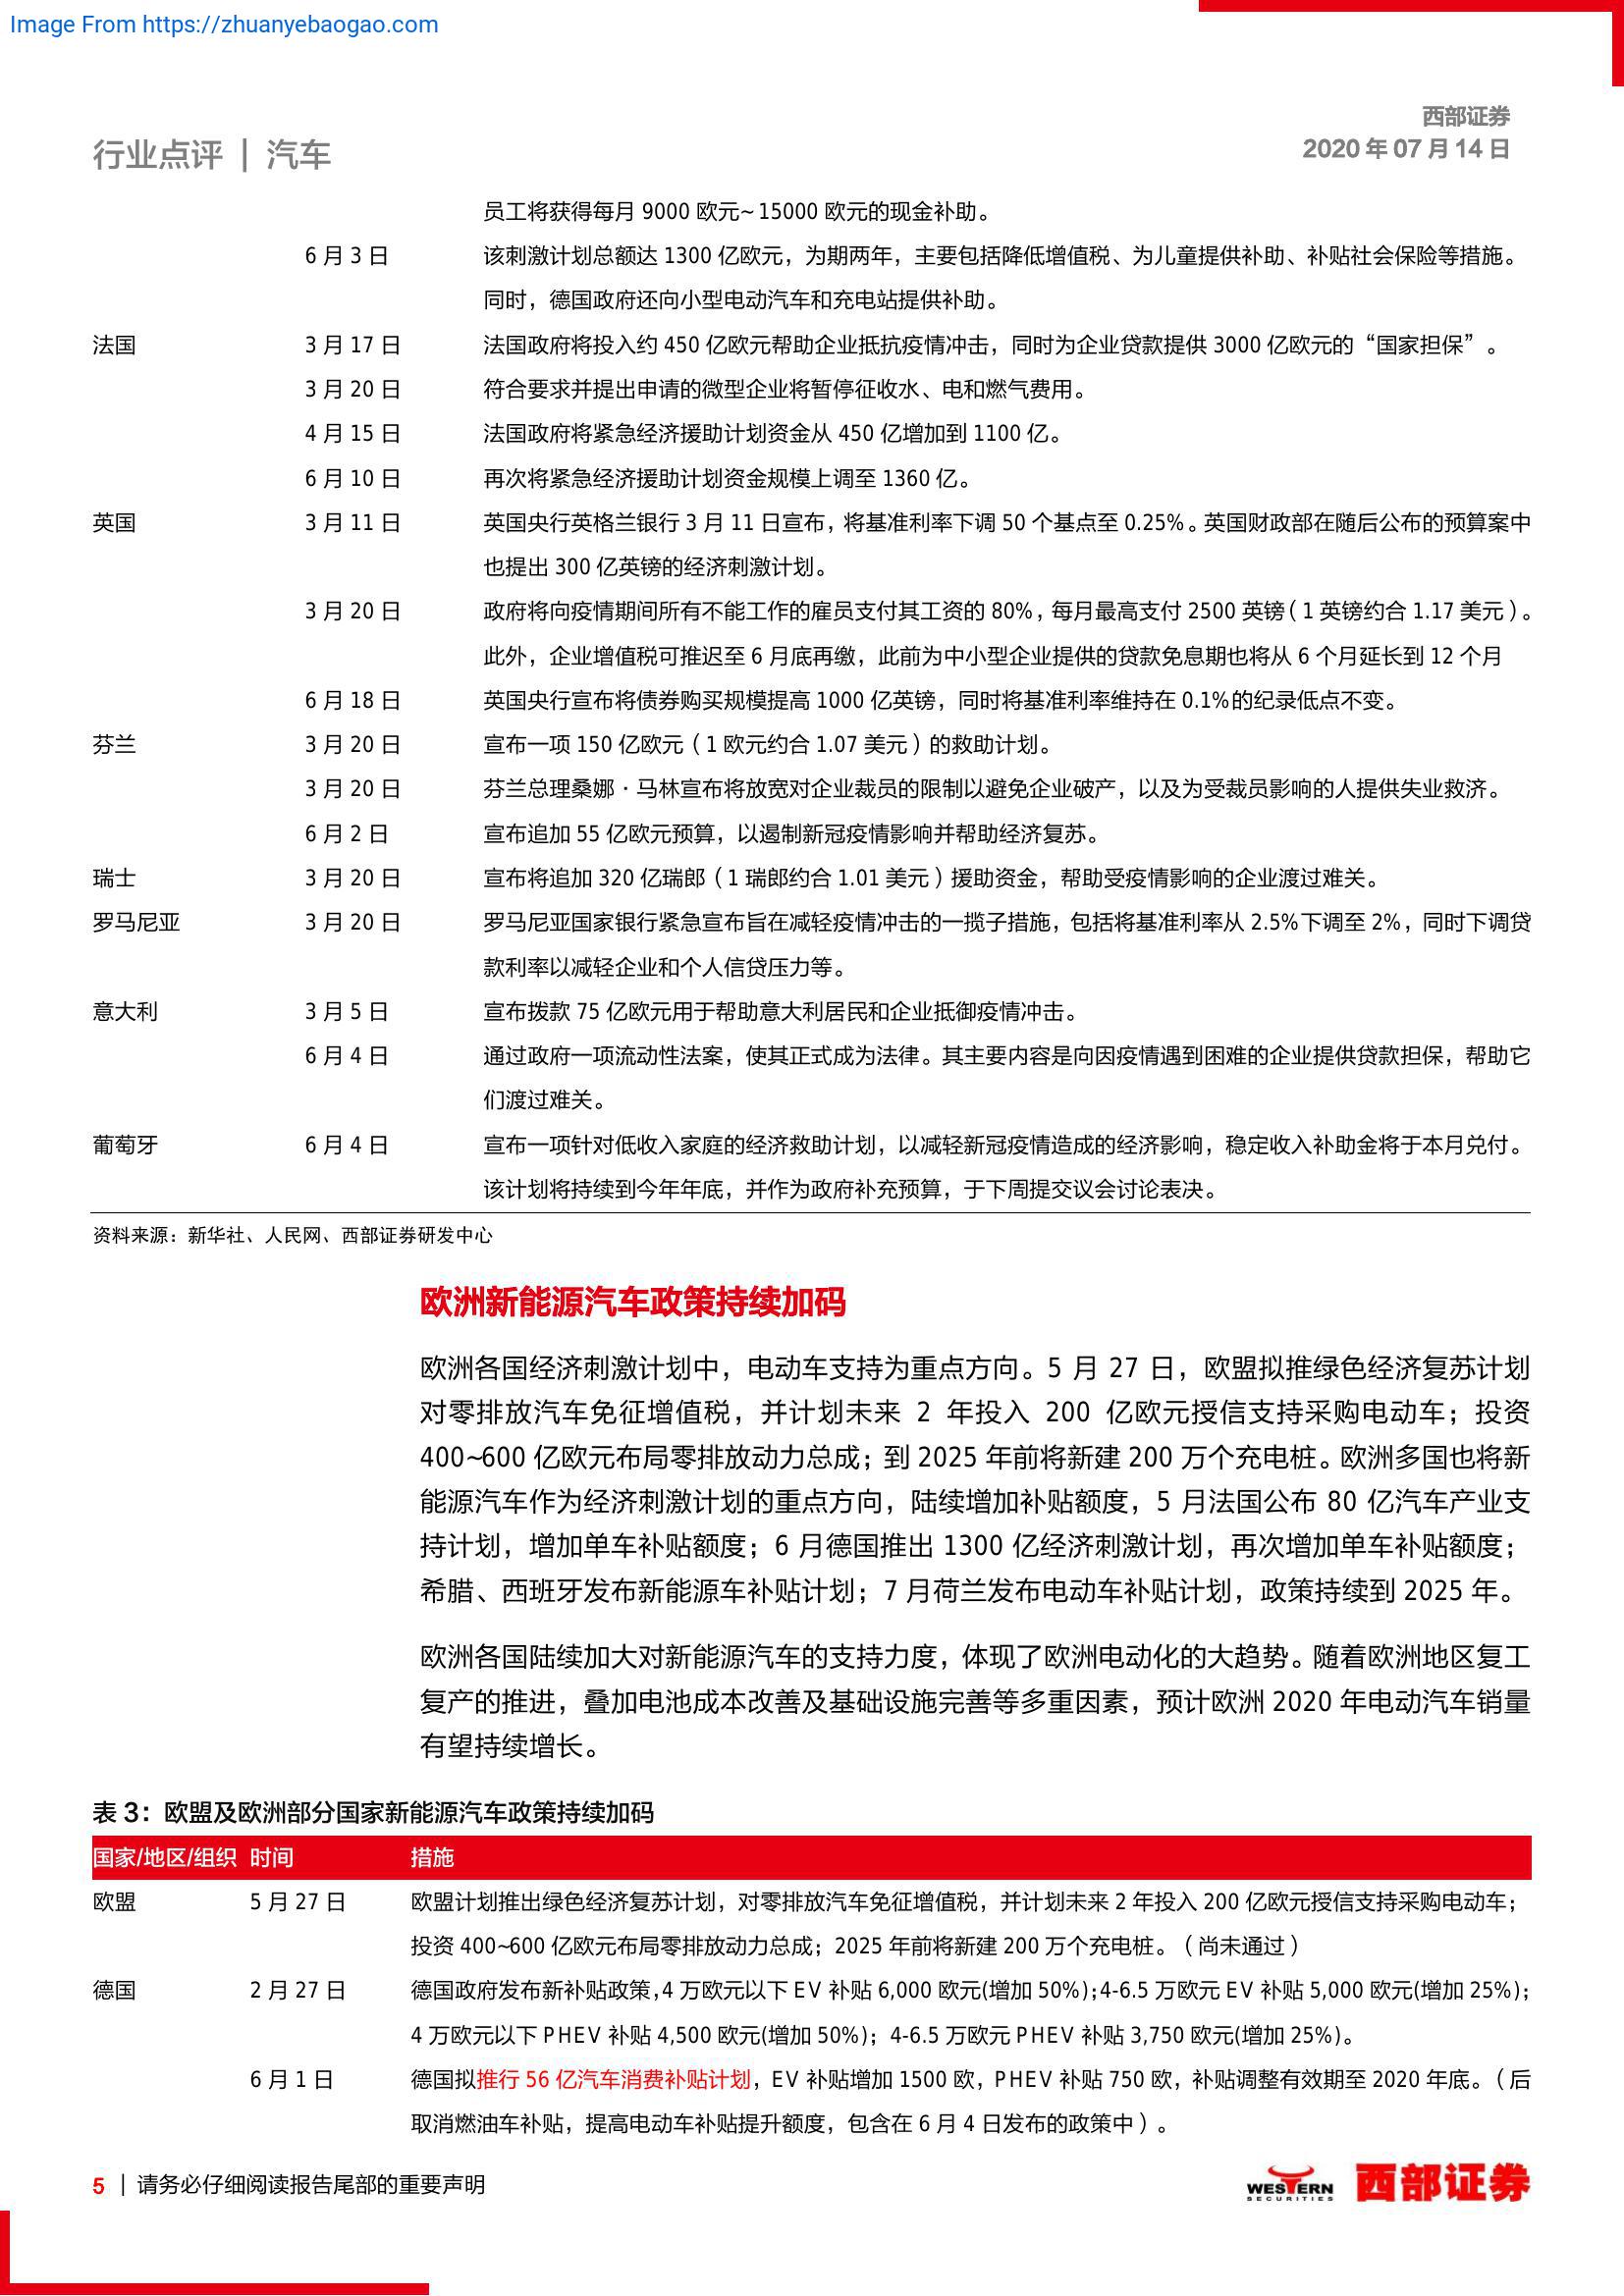 Image From https://zhuanyebaogao.com
西部证券
行业点评 | 汽车
2020 年 07 月 14 日
员工将获得每月 9000 欧元~15000 欧元的现金补助。
6 月 3 日 该刺激计划总额达 1300 亿欧元，为期两年，主要包括降低增值税、为儿童提供补助、补贴社会保险等措施。
同时，德国政府还向小型电动汽车和充电站提供补助。
法国 3 月 17 日 法国政府将投入约 450 亿欧元帮助企业抵抗疫情冲击，同时为企业贷款提供 3000 亿欧元的“国家担保”。
3 月 20 日 符合要求并提出申请的微型企业将暂停征收水、电和燃气费用。
4 月 15 日 法国政府将紧急经济援助计划资金从 450 亿增加到 1100 亿。
6 月 10 日 再次将紧急经济援助计划资金规模上调至 1360 亿。
英国 3 月 11 日 英国央行英格兰银行 3 月 11 日宣布，将基准利率下调 50 个基点至 0.25%。英国财政部在随后公布的预算案中
也提出 300 亿英镑的经济刺激计划。
3 月 20 日 政府将向疫情期间所有不能工作的雇员支付其工资的 80%，每月最高支付 2500 英镑（1 英镑约合 1.17 美元）。
此外，企业增值税可推迟至 6 月底再缴，此前为中小型企业提供的贷款免息期也将从 6 个月延长到 12 个月
6 月 18 日 英国央行宣布将债券购买规模提高 1000 亿英镑，同时将基准利率维持在 0.1%的纪录低点不变。
芬兰 3 月 20 日 宣布一项 150 亿欧元（1 欧元约合 1.07 美元）的救助计划。
3 月 20 日 芬兰总理桑娜·马林宣布将放宽对企业裁员的限制以避免企业破产，以及为受裁员影响的人提供失业救济。
6 月 2 日 宣布追加 55 亿欧元预算，以遏制新冠疫情影响并帮助经济复苏。
瑞士 3 月 20 日 宣布将追加 320 亿瑞郎（1 瑞郎约合 1.01 美元）援助资金，帮助受疫情影响的企业渡过难关。
罗马尼亚 3 月 20 日 罗马尼亚国家银行紧急宣布旨在减轻疫情冲击的一揽子措施，包括将基准利率从 2.5%下调至 2%，同时下调贷
款利率以减轻企业和个人信贷压力等。
意大利 3 月 5 日 宣布拨款 75 亿欧元用于帮助意大利居民和企业抵御疫情冲击。
6 月 4 日 通过政府一项流动性法案，使其正式成为法律。其主要内容是向因疫情遇到困难的企业提供贷款担保，帮助它
们渡过难关。
葡萄牙 6 月 4 日 宣布一项针对低收入家庭的经济救助计划，以减轻新冠疫情造成的经济影响，稳定收入补助金将于本月兑付。
该计划将持续到今年年底，并作为政府补充预算，于下周提交议会讨论表决。
资料来源：新华社、人民网、西部证券研发中心
欧洲新能源汽车政策持续加码
欧洲各国经济刺激计划中，电动车支持为重点方向。5 月 27 日，欧盟拟推绿色经济复苏计划
对零排放汽车免征增值税，并计划未来 2 年投入 200 亿欧元授信支持采购电动车；投资
400~600 亿欧元布局零排放动力总成；到 2025 年前将新建 200 万个充电桩。欧洲多国也将新
能源汽车作为经济刺激计划的重点方向，陆续增加补贴额度，5 月法国公布 80 亿汽车产业支
持计划，增加单车补贴额度；6 月德国推出 1300 亿经济刺激计划，再次增加单车补贴额度；
希腊、西班牙发布新能源车补贴计划；7 月荷兰发布电动车补贴计划，政策持续到 2025 年。
欧洲各国陆续加大对新能源汽车的支持力度，体现了欧洲电动化的大趋势。随着欧洲地区复工
复产的推进，叠加电池成本改善及基础设施完善等多重因素，预计欧洲 2020 年电动汽车销量
有望持续增长。
表 3：欧盟及欧洲部分国家新能源汽车政策持续加码
国家/地区/组织 时间 措施
欧盟 5 月 27 日 欧盟计划推出绿色经济复苏计划，对零排放汽车免征增值税，并计划未来 2 年投入 200 亿欧元授信支持采购电动车；
投资 400~600 亿欧元布局零排放动力总成；2025 年前将新建 200 万个充电桩。（尚未通过）
德国 2 月 27 日 德国政府发布新补贴政策，4 万欧元以下 EV 补贴 6,000 欧元(增加 50%)；4-6.5 万欧元 EV 补贴 5,000 欧元(增加 25%)；
4 万欧元以下 PHEV 补贴 4,500 欧元(增加 50%)；4-6.5 万欧元 PHEV 补贴 3,750 欧元(增加 25%)。
6 月 1 日 德国拟推行 56 亿汽车消费补贴计划，EV 补贴增加 1500 欧，PHEV 补贴 750 欧，补贴调整有效期至 2020 年底。（后
取消燃油车补贴，提高电动车补贴提升额度，包含在 6 月 4 日发布的政策中）。
5 | 请务必仔细阅读报告尾部的重要声明
WESTERN
SECURITIES
西部证券